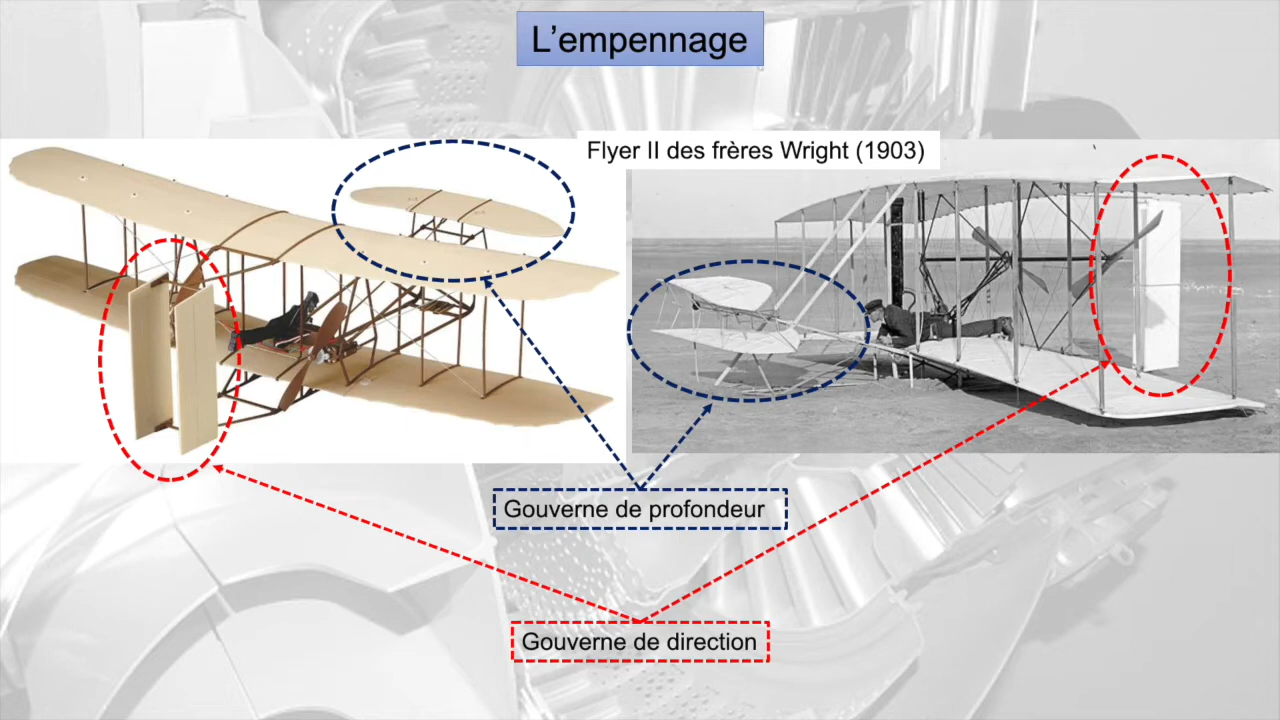 L’empennage
Flyer II des frères Wright (1903)
Gouverne de profondeur
Gouverne de direction